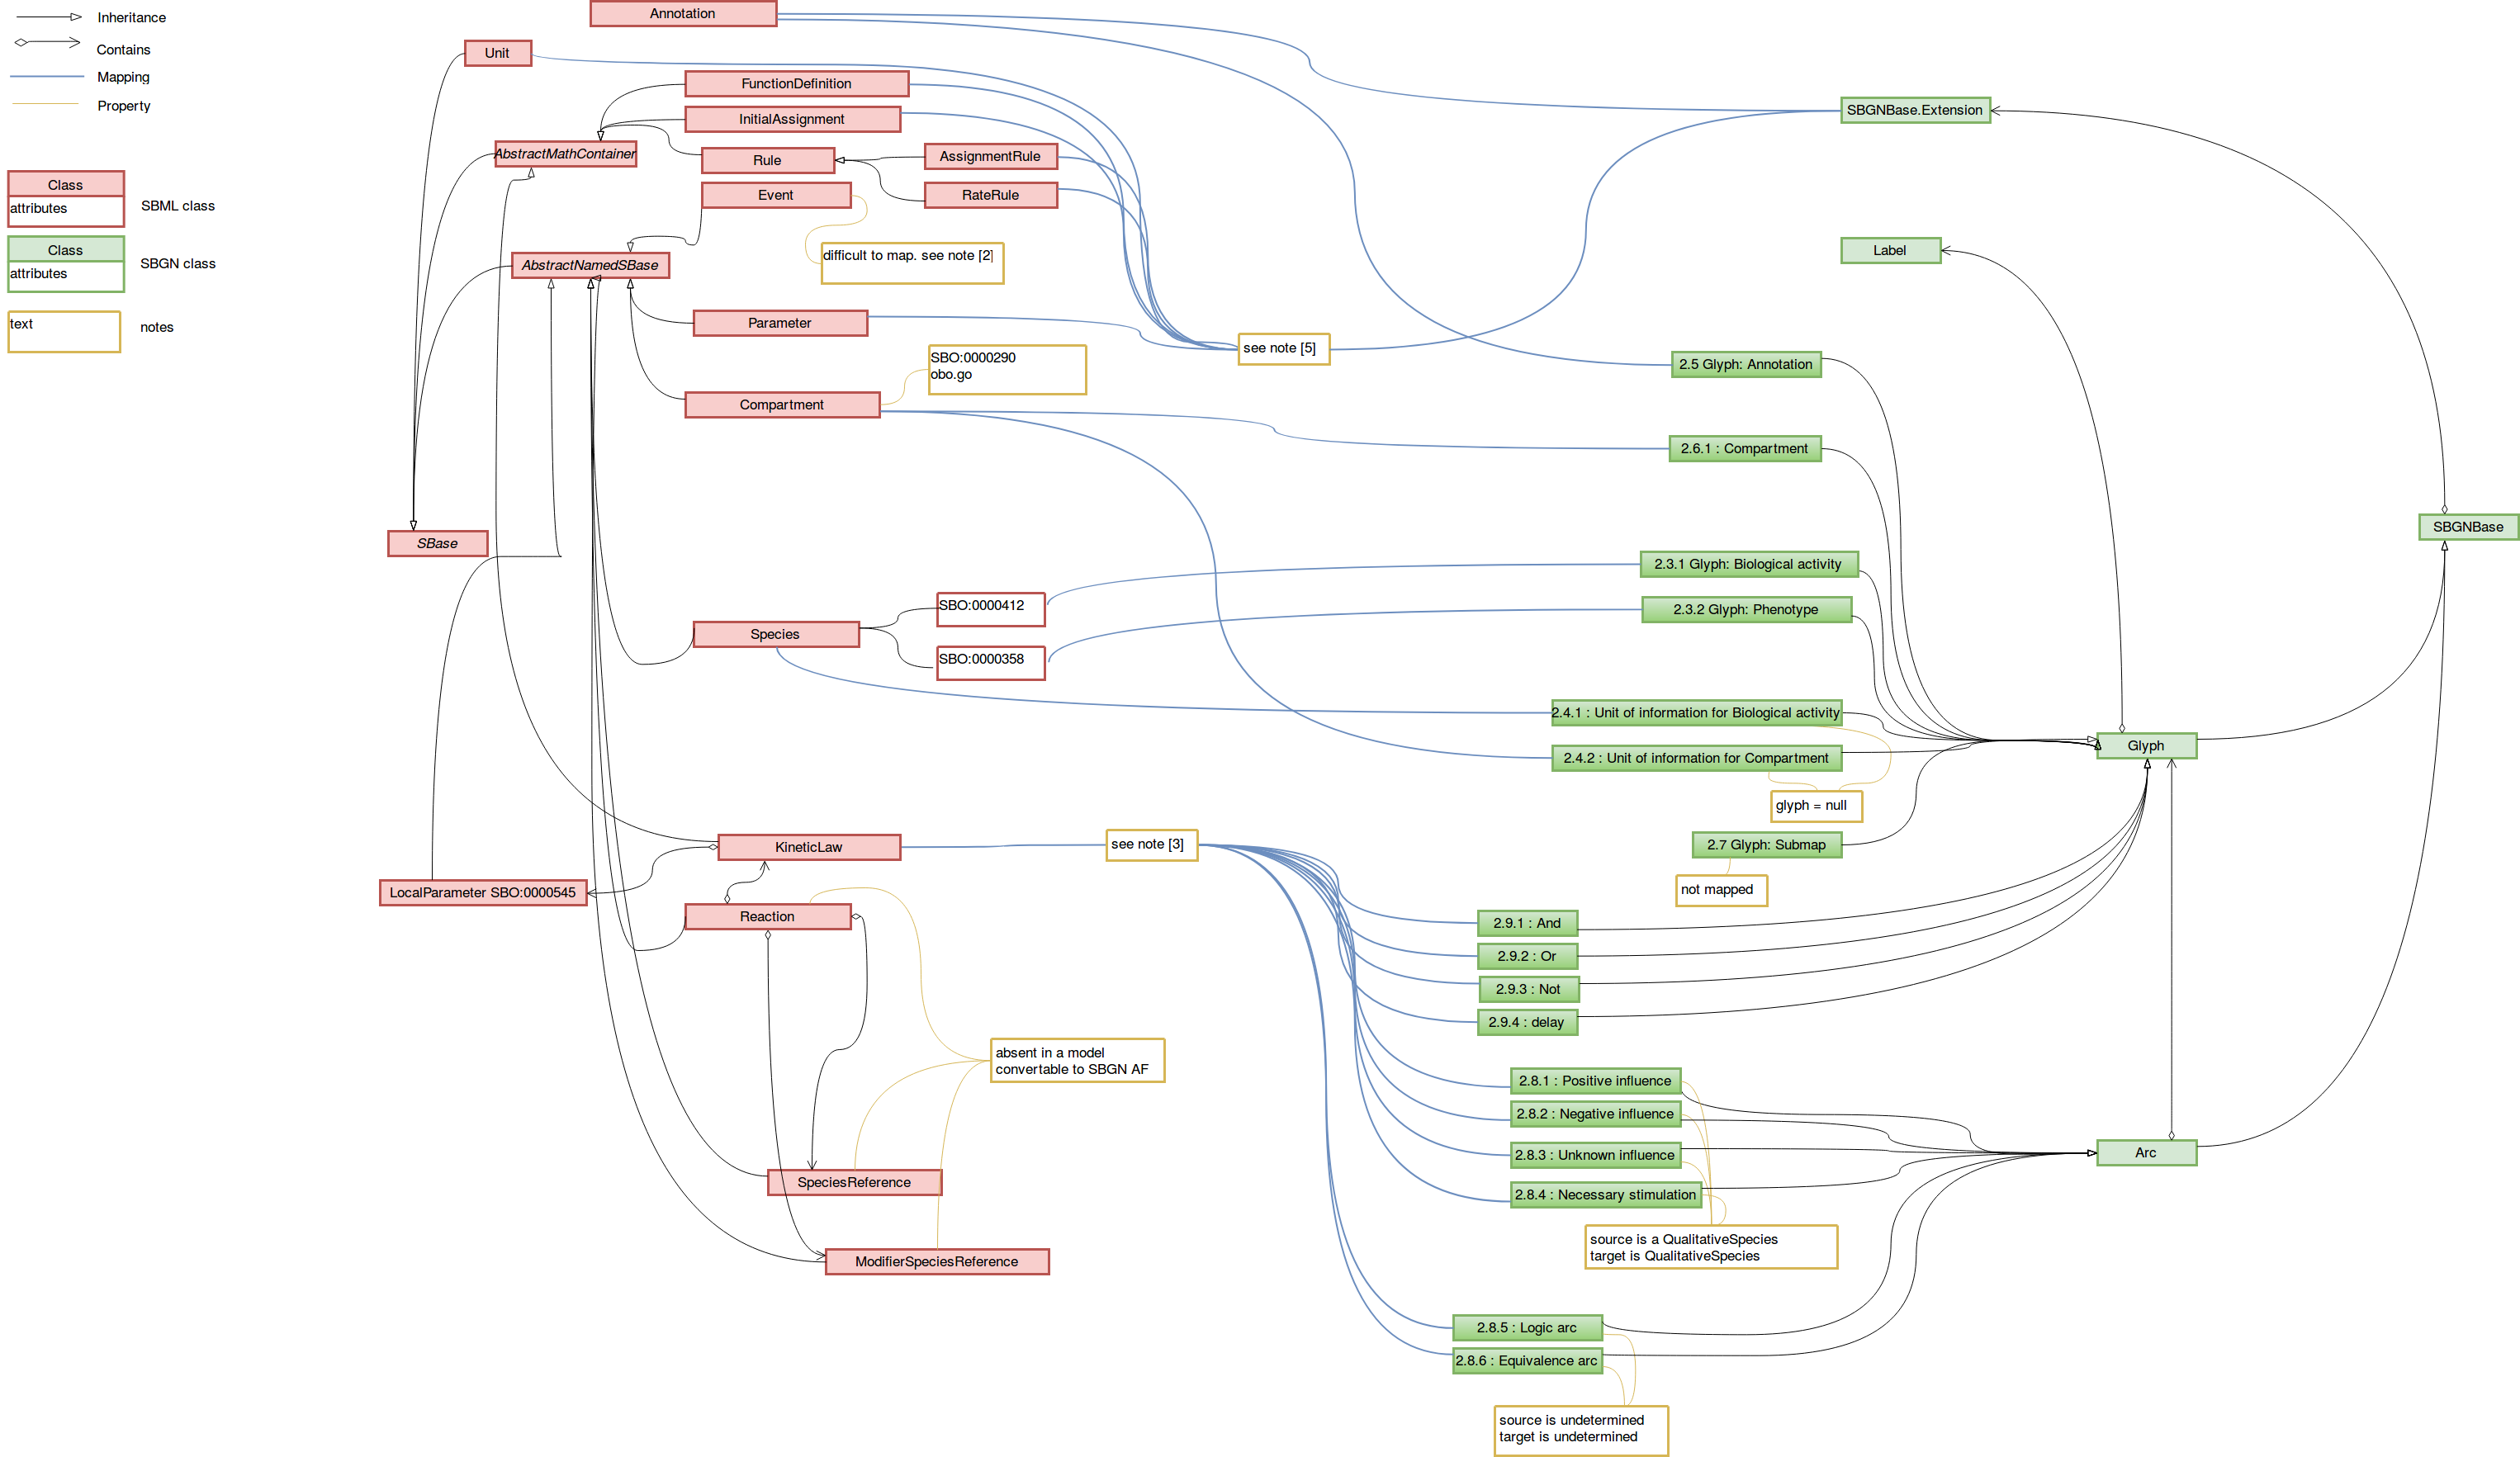 Inheritance
Contains
Mapping
Property
Class
attributes
SBML class
Class
attributes
SBGN class
text
notes
Annotation
Unit
FunctionDefinition
InitialAssignment
AbstractMathContainer
Rule
AssignmentRule
Event
RateRule
difficult to map. see note [2]
AbstractNamedSBase
Parameter
see note [5]
SBO:0000290
obo.go
Compartment
SBase
SBO:0000412
Species
SBO:0000358
KineticLaw
see note [3]
LocalParameter SBO:0000545
Reaction
absent in a model
convertable to SBGN AF
SpeciesReference
ModifierSpeciesReference
SBGNBase.Extension
Label
2.5 Glyph: Annotation
2.6.1 : Compartment
SBGNBase
2.3.1 Glyph: Biological activity
2.3.2 Glyph: Phenotype
2.4.1 : Unit of information for Biological activity
2.4.2 : Unit of information for Compartment
Glyph
glyph = null
2.7 Glyph: Submap
not mapped
2.9.1 : And
2.9.2 : Or
2.9.3 : Not
2.9.4 : delay
2.8.1 : Positive influence
2.8.2 : Negative influence
2.8.3 : Unknown influence
2.8.4 : Necessary stimulation
Arc
source is a QualitativeSpecies
target is QualitativeSpecies
2.8.5 : Logic arc
2.8.6 : Equivalence arc
source is undetermined
target is undetermined